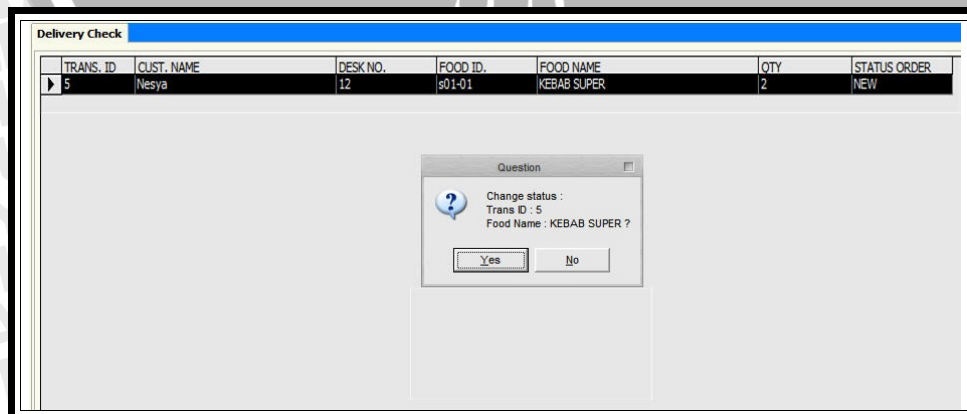 Delivery Check
TRANS. ID CUST. NAME DESK NO. FOOD ID. FOOD NAME QTY STATUS ORDER
5 Nesya 12 s01-01 KEBAB SUPER 2 NEW
Question
Change status :
Trans ID : 5
Food Name : KEBAB SUPER ?
Yes No